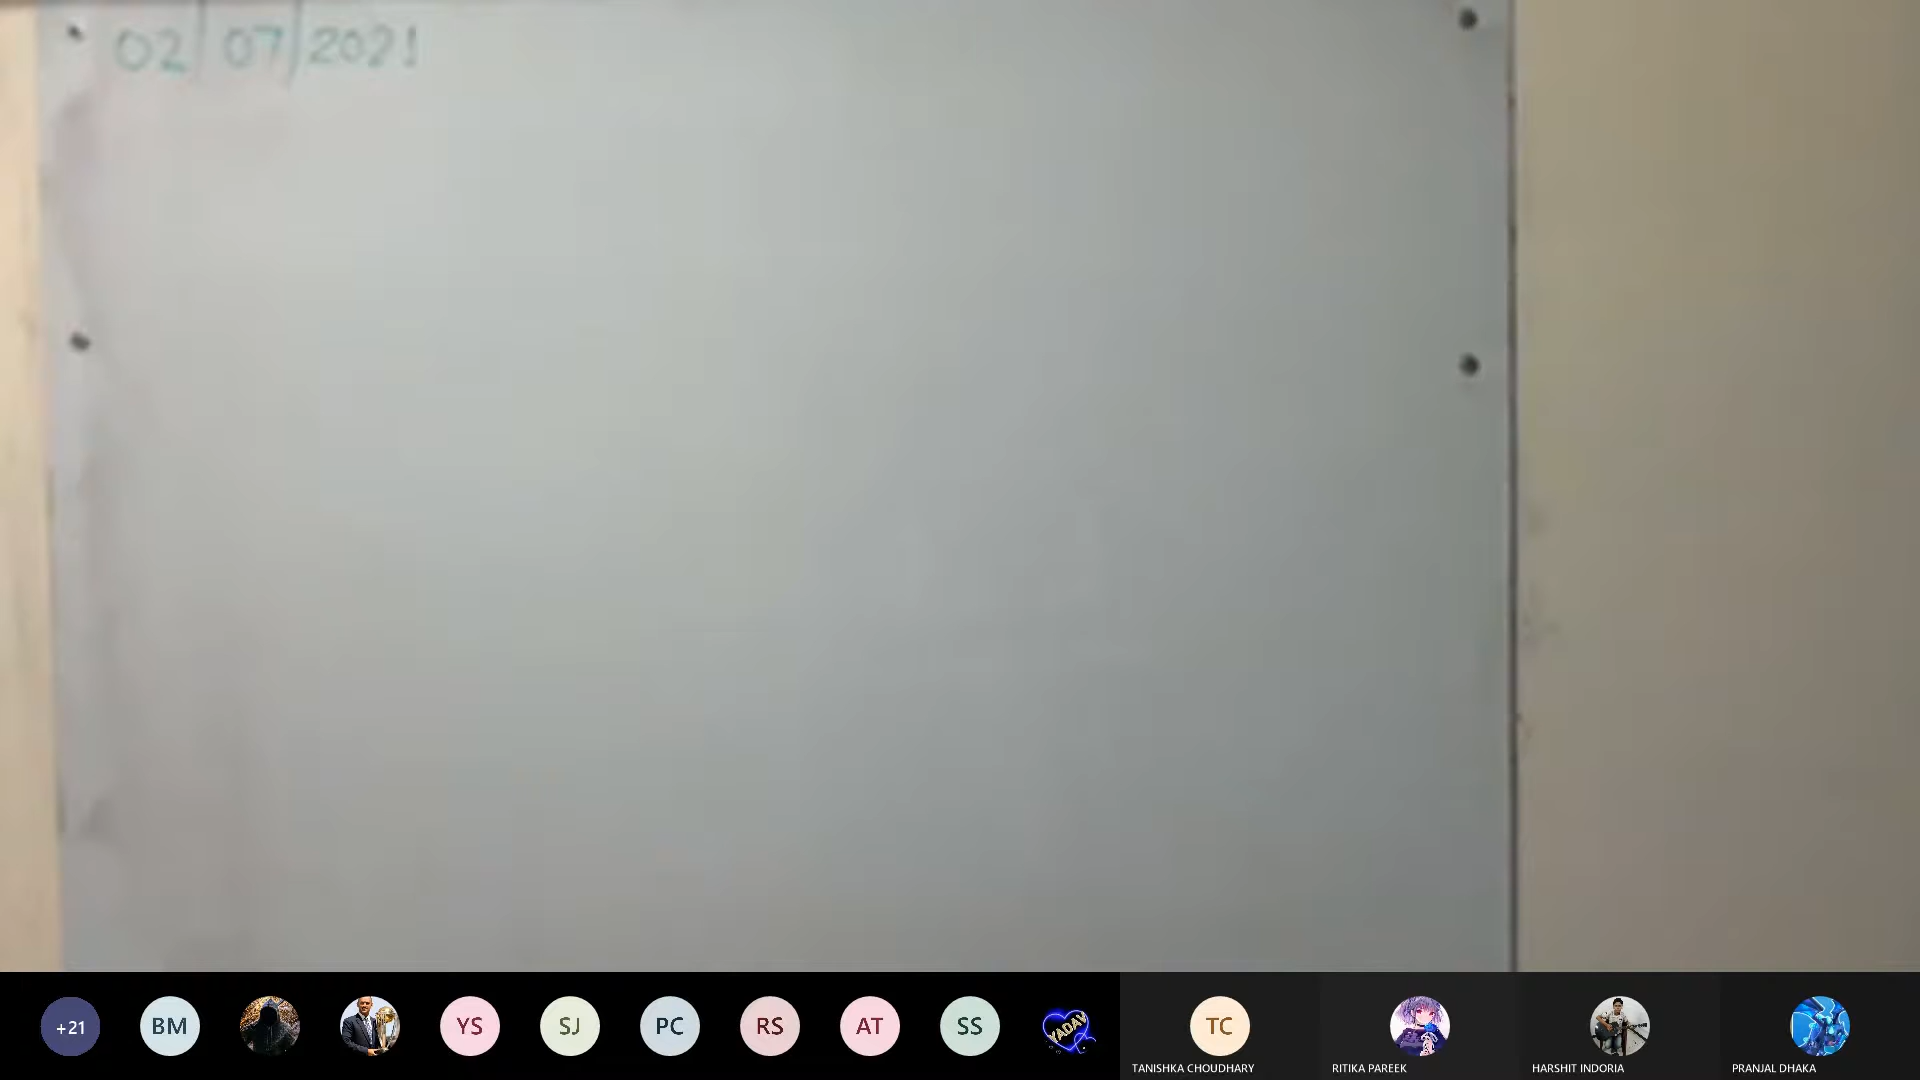 02/07/2021
+21
BM
YS
SJ
PC
RS
AT
SS
YADAV
TC
TANISHKA CHOUDHARY
RITIKA PAREEK
HARSHIT INDORIA
PRANJAL DHAKA